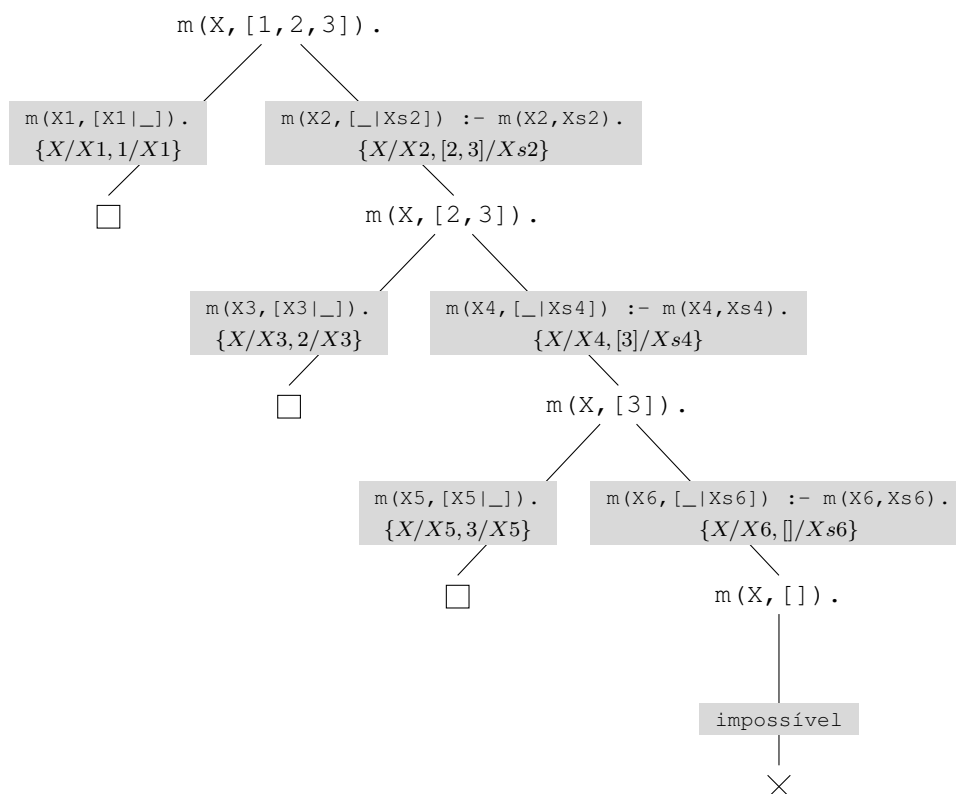 m(X,[1,2,3]).
m(X1,[X1|_]).
{X/X1, 1/X1}
m(X2,[_|Xs2]) :- m(X2,Xs2).
{X/X2, [2, 3]/Xs2}
m(X,[2,3]).
m(X3,[X3|_]).
{X/X3, 2/X3}
m(X4,[_|Xs4]) :- m(X4,Xs4).
{X/X4, [3]/Xs4}
m(X,[3]).
m(X5,[X5|_]).
{X/X5, 3/X5}
m(X6,[_|Xs6]) :- m(X6,Xs6).
{X/X6, []/Xs6}
m(X,[]).
impossível